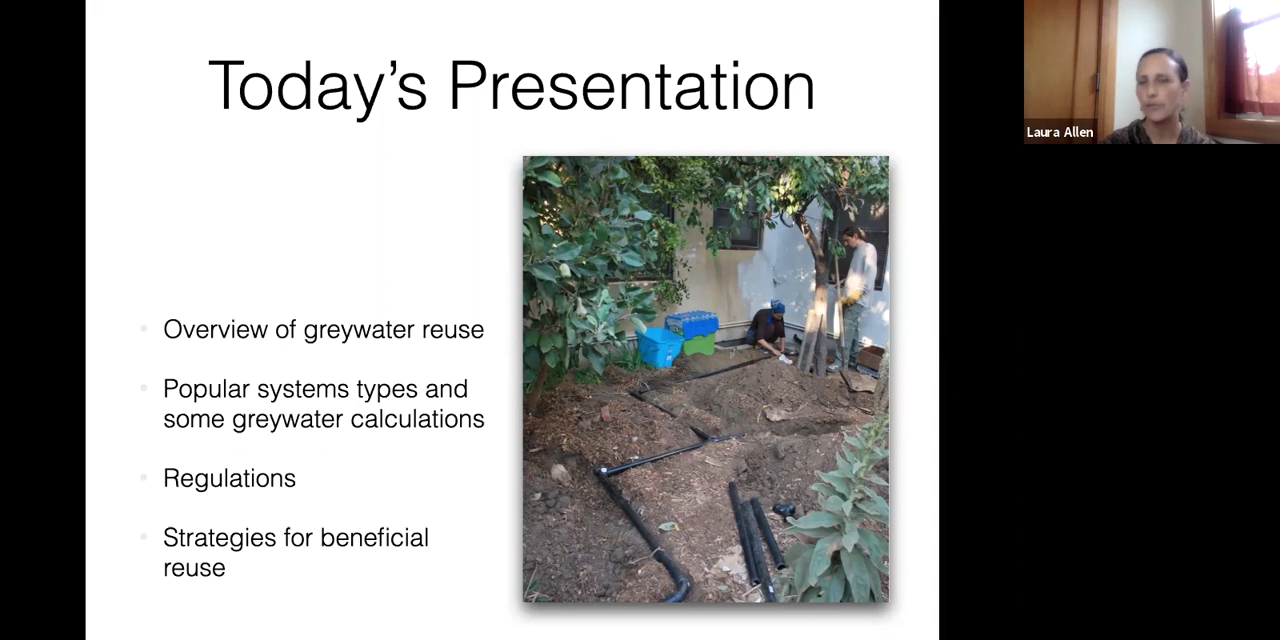 Today’s Presentation
Laura Allen
Overview of greywater reuse
Popular systems types and
some greywater calculations
Regulations
Strategies for beneficial
reuse